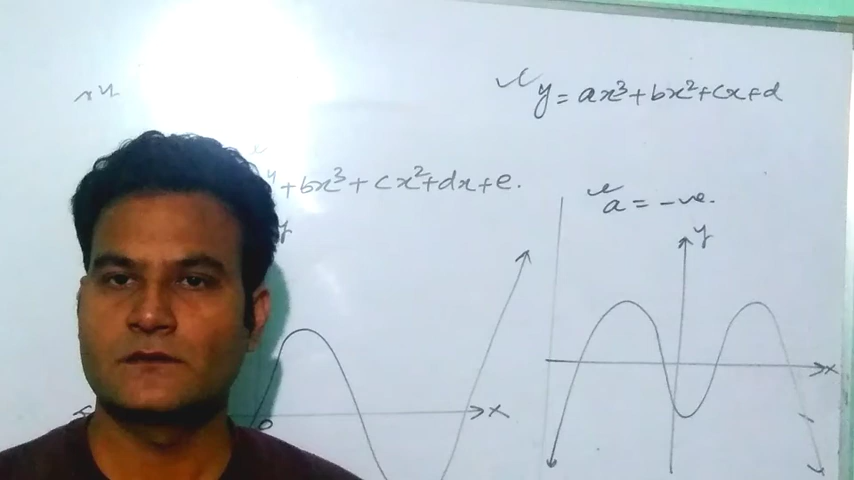 y = ax³+bx²+cx+d
+bx³+cx²+dx+e.
a = -ve.
y
y
x
x